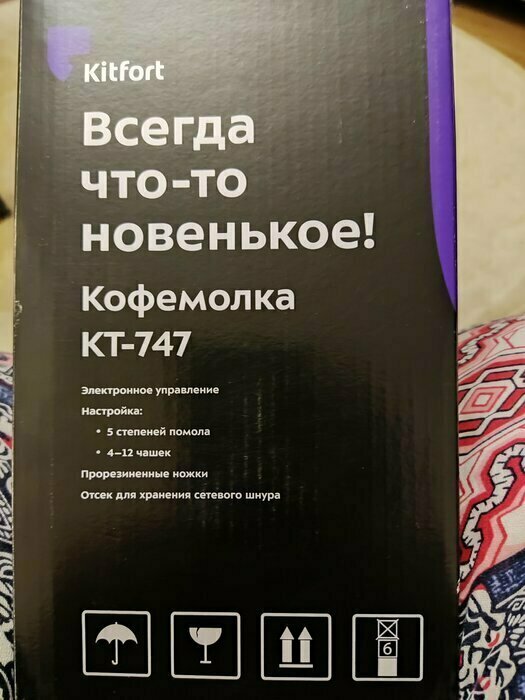 Kitfort
Всегда
что-то
новенькое!
Кофемолка
КТ-747
Электронное управление
Настройка:
• 5 степеней помола
• 4–12 чашек
Прорезиненные ножки
Отсек для хранения сетевого шнура
6